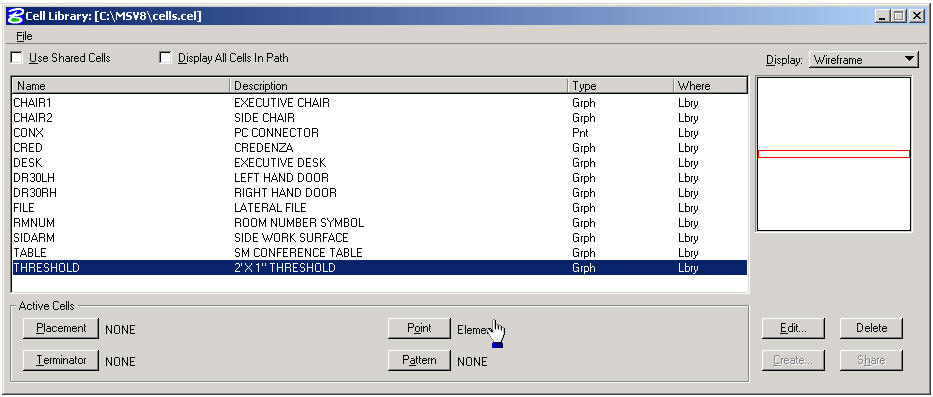 Cell Library: [C:\MSV8\cells.cel]
File
Use Shared Cells Display All Cells In Path Display: Wireframe
Name Description Type Where
CHAIR1 EXECUTIVE CHAIR Grph Lbry
CHAIR2 SIDE CHAIR Grph Lbry
CONX PC CONNECTOR Pnt Lbry
CRED CREDENZA Grph Lbry
DESK EXECUTIVE DESK Grph Lbry
DR30LH LEFT HAND DOOR Grph Lbry
DR30RH RIGHT HAND DOOR Grph Lbry
FILE LATERAL FILE Grph Lbry
RMNUM ROOM NUMBER SYMBOL Grph Lbry
SIDARM SIDE WORK SURFACE Grph Lbry
TABLE SM CONFERENCE TABLE Grph Lbry
THRESHOLD 2' X 1" THRESHOLD Grph Lbry
Active Cells
Placement NONE Point Edit... Delete
Terminator NONE Pattern NONE Create... Share